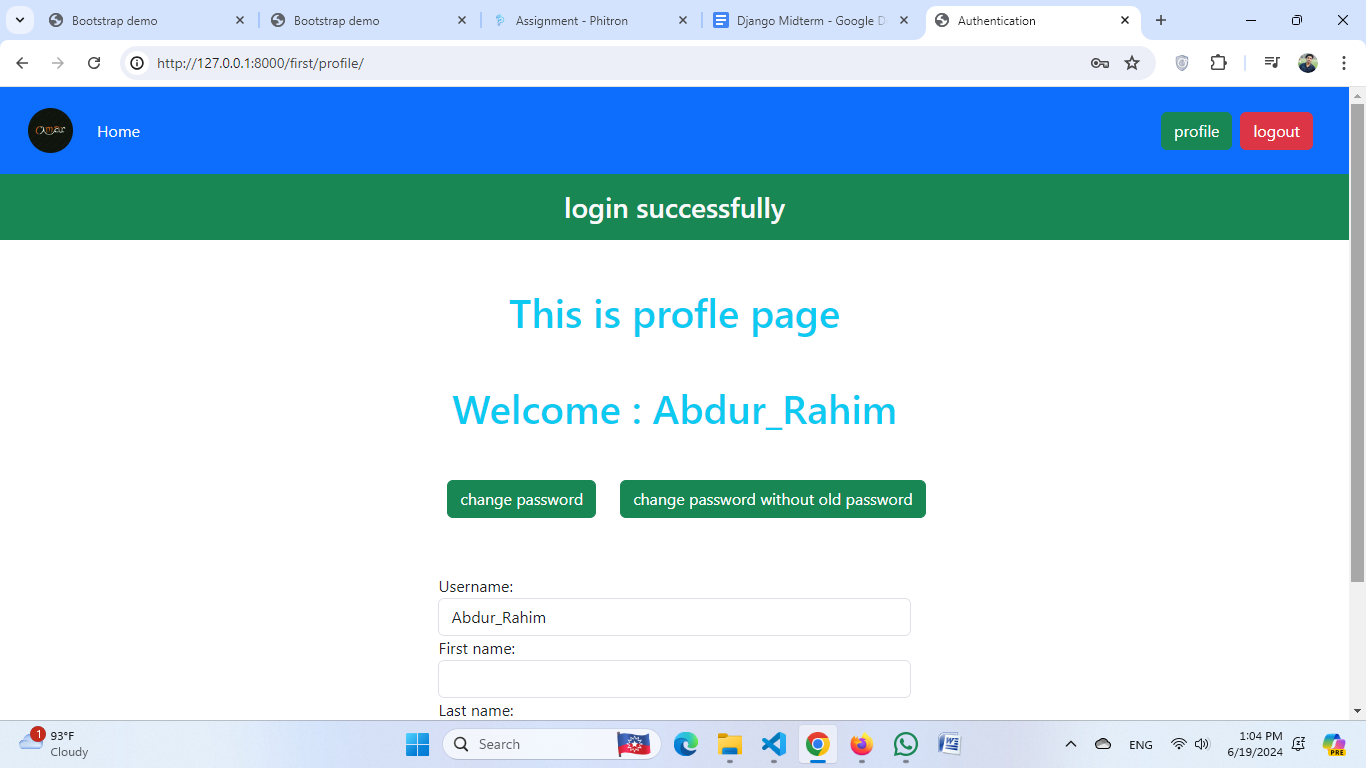 Bootstrap demo
Bootstrap demo
Assignment - Phitron
Django Midterm - Google D
Authentication
http://127.0.0.1:8000/first/profile/
Home
profile
logout
login successfully
This is profle page
Welcome : Abdur_Rahim
change password
change password without old password
Username:
Abdur_Rahim
First name:
Last name:
1
93°F
Cloudy
Search
ENG
1:04 PM
6/19/2024
PRE